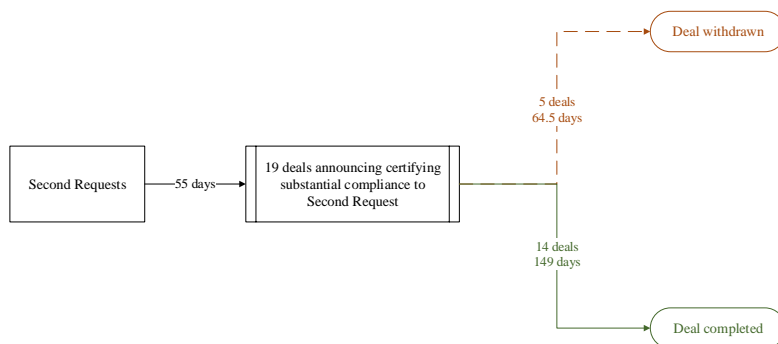 Deal withdrawn
5 deals
64.5 days
Second Requests
55 days
19 deals announcing certifying
substantial compliance to
Second Request
14 deals
149 days
Deal completed